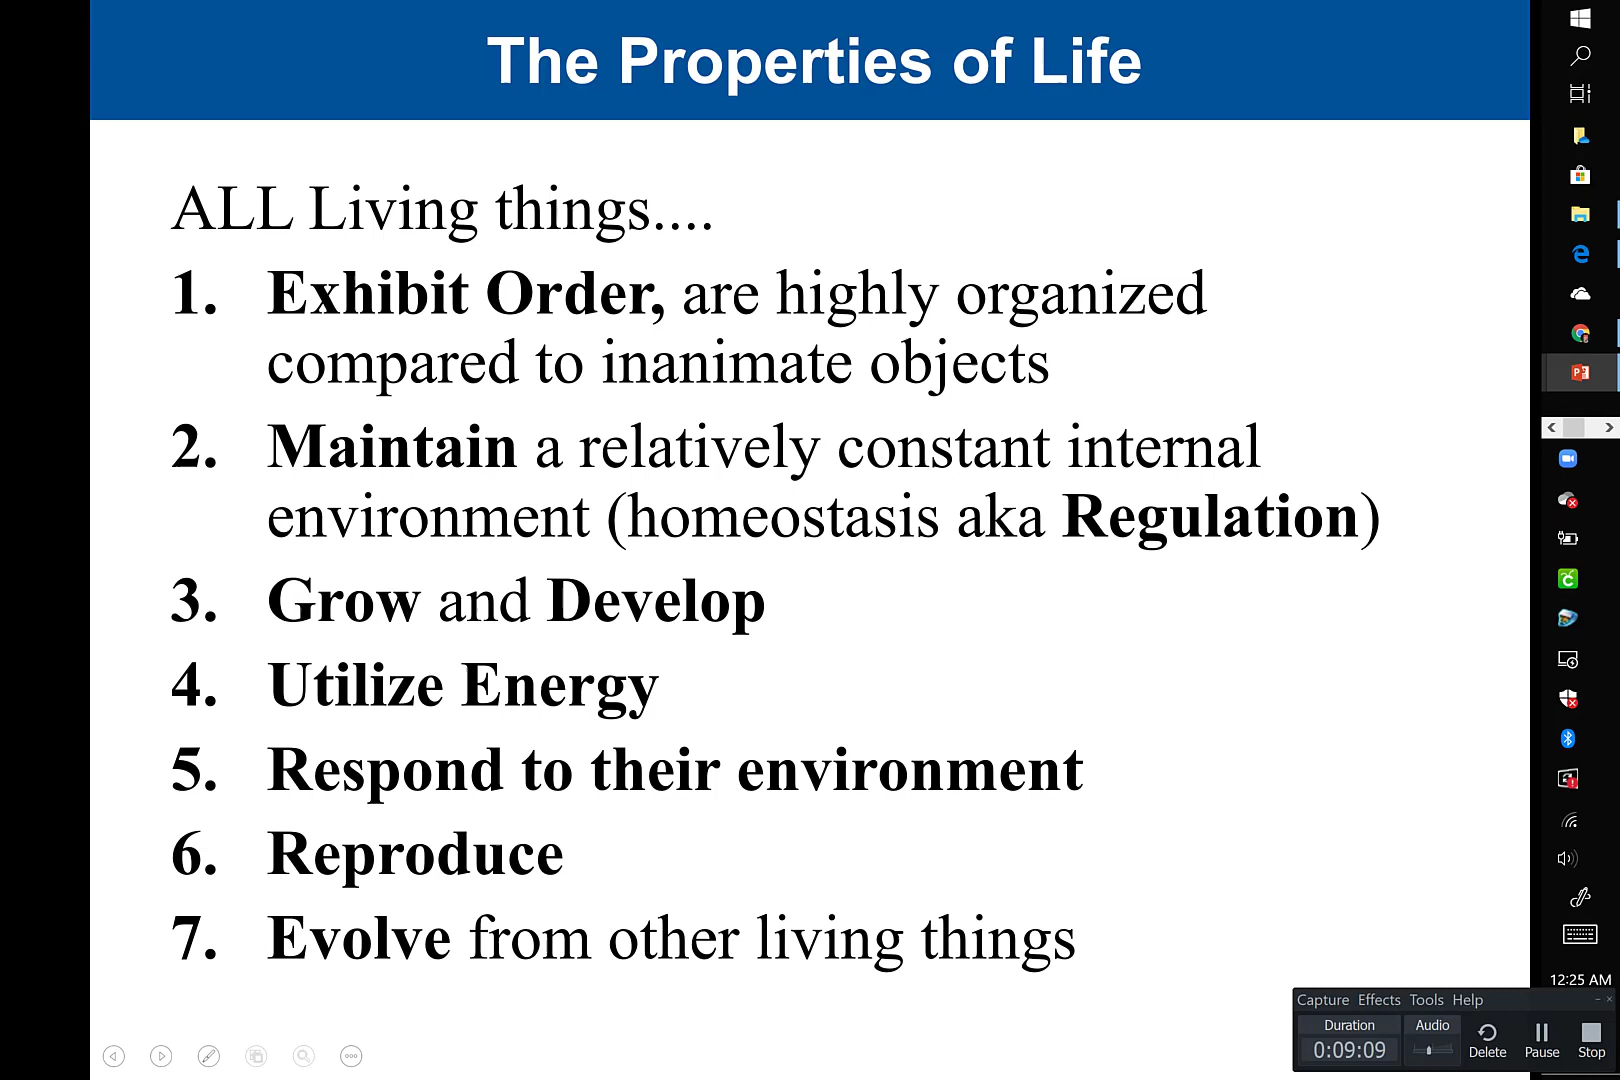 The Properties of Life
ALL Living things....
1. Exhibit Order, are highly organized
compared to inanimate objects
2. Maintain a relatively constant internal
environment (homeostasis aka Regulation)
3. Grow and Develop
4. Utilize Energy
5. Respond to their environment
6. Reproduce
7. Evolve from other living things
12:25 AM
Capture Effects Tools Help
Duration Audio
0:09:09 Delete Pause Stop